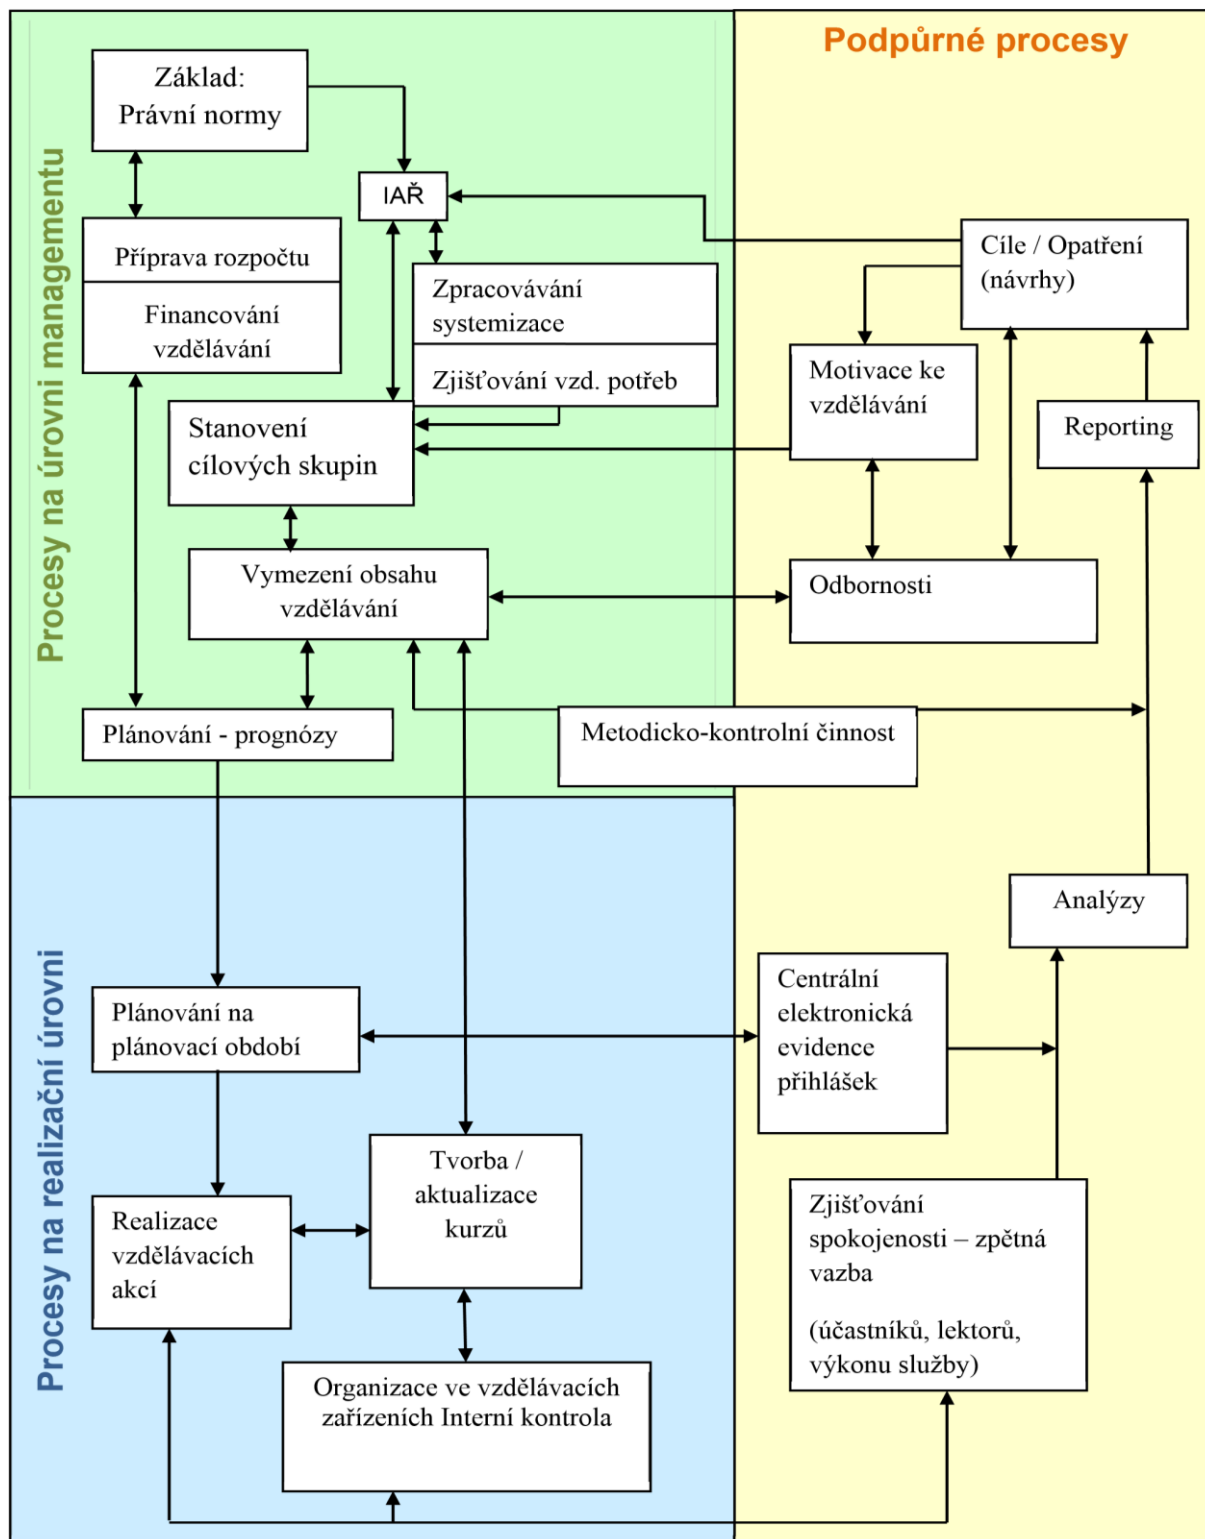 Podpůrné procesy
Procesy na úrovni managementu
Základ:
Právní normy
IAŘ
Příprava rozpočtu
Financování
vzdělávání
Zpracovávání
systemizace
Zjišťování vzd. potřeb
Cíle / Opatření
(návrhy)
Motivace ke
vzdělávání
Reporting
Stanovení
cílových skupin
Vymezení obsahu
vzdělávání
Odbornosti
Plánování - prognózy
Metodicko-kontrolní činnost
Procesy na realizační úrovni
Analýzy
Plánování na
plánovací období
Centrální
elektronická
evidence
přihlášek
Tvorba /
aktualizace
kurzů
Realizace
vzdělávacích
akcí
Zjišťování
spokojenosti – zpětná
vazba
(účastníků, lektorů,
výkonu služby)
Organizace ve vzdělávacích
zařízeních Interní kontrola